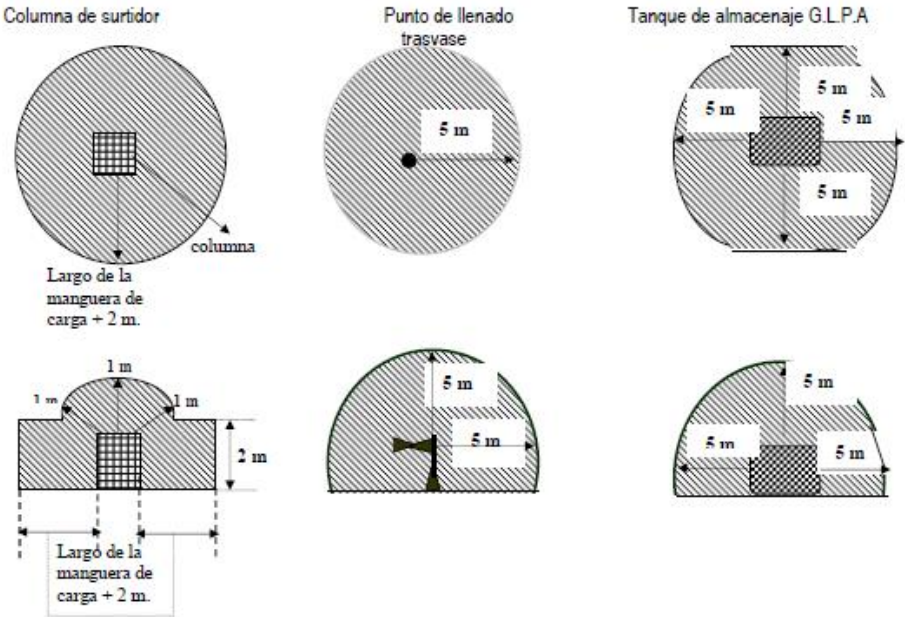 Columna de surtidor
Punto de llenado
trasvase
Tanque de almacenaje G.L.P.A
columna
Largo de la
manguera de
carga + 2 m.
5 m
5 m
5 m
5 m
5 m
1 m
1 m
1 m
2 m
Largo de la
manguera de
carga + 2 m.
5 m
5 m
5 m
5 m
5 m